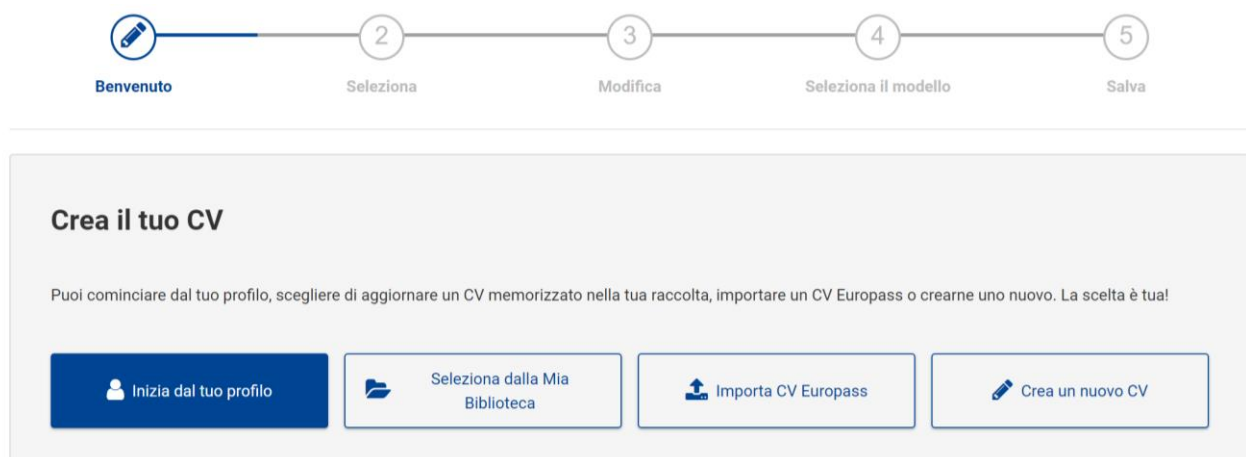 2
3
4
5
Benvenuto
Seleziona
Modifica
Seleziona il modello
Salva
Crea il tuo CV
Puoi cominciare dal tuo profilo, scegliere di aggiornare un CV memorizzato nella tua raccolta, importare un CV Europass o crearne uno nuovo. La scelta è tua!
Inizia dal tuo profilo
Seleziona dalla Mia
Biblioteca
Importa CV Europass
Crea un nuovo CV